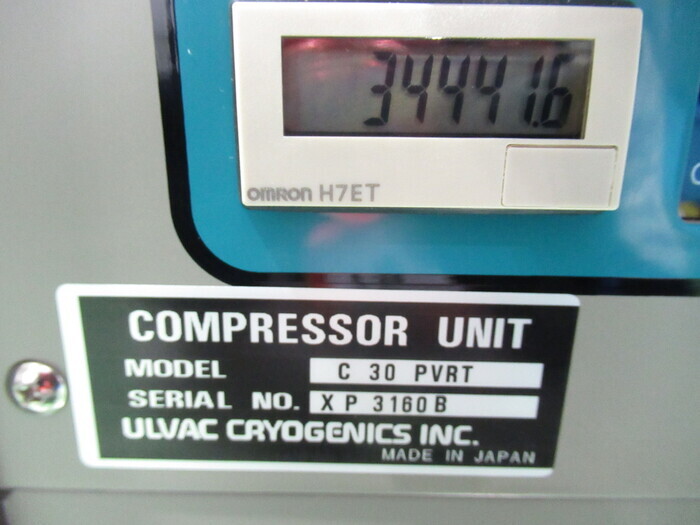 34441.6
OMRON H7ET
COMPRESSOR UNIT
MODEL C 30 PVRT
SERIAL NO. XP 3160B
ULVAC CRYOGENICS INC.
MADE IN JAPAN